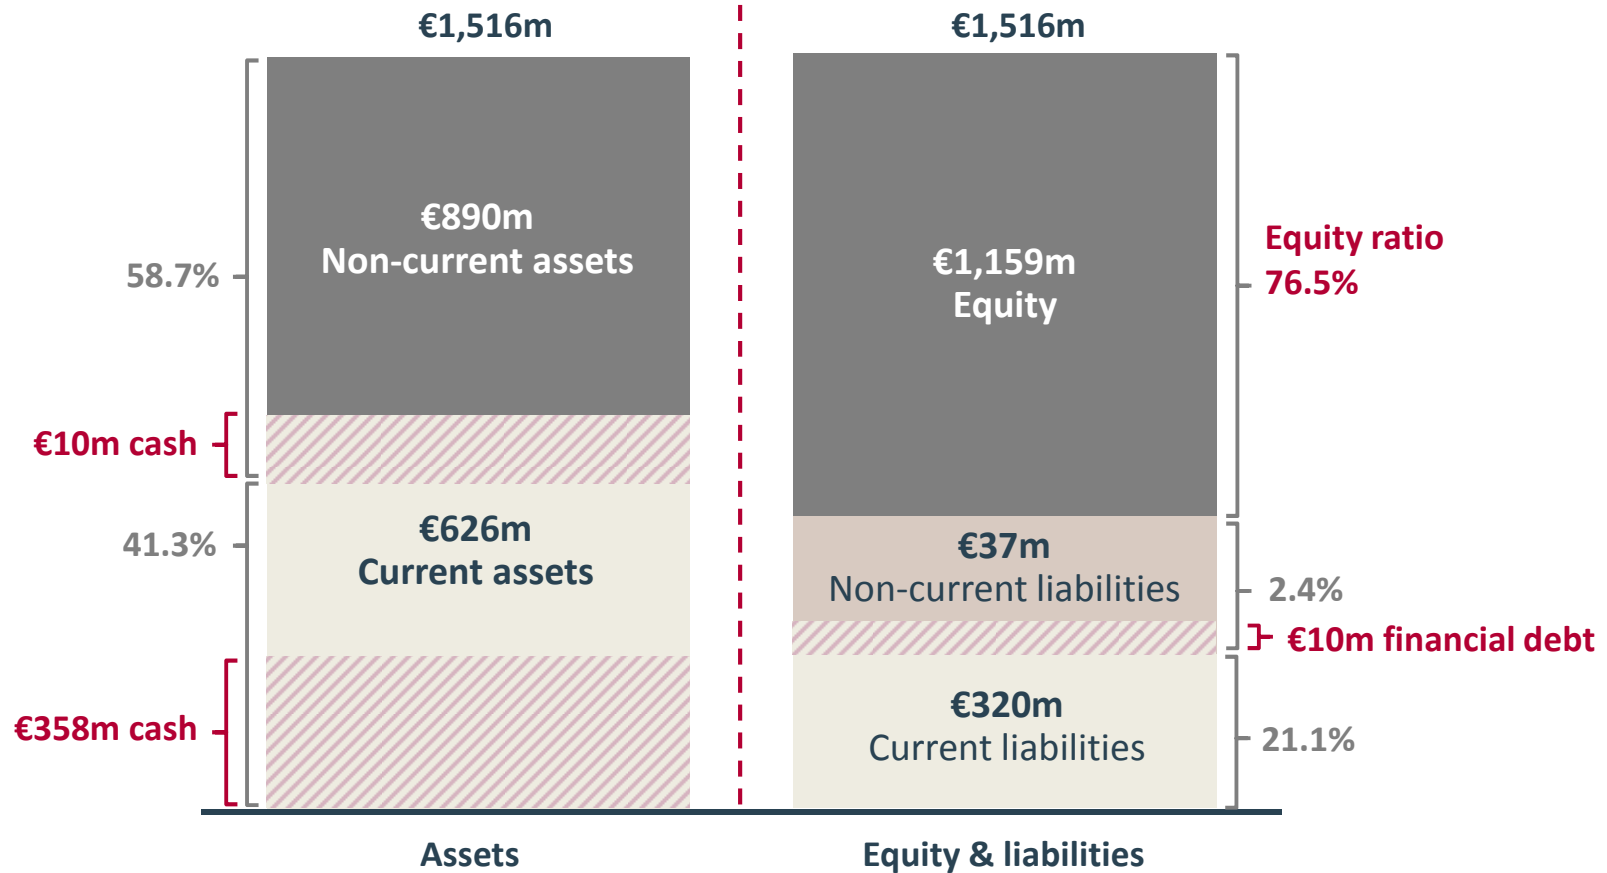 €1,516m
€890m
Non-current assets
58.7%
€10m cash
€626m
Current assets
41.3%
€358m cash
Assets
€1,516m
€1,159m
Equity
Equity ratio
76.5%
€37m
Non-current liabilities
2.4%
€10m financial debt
€320m
Current liabilities
21.1%
Equity & liabilities